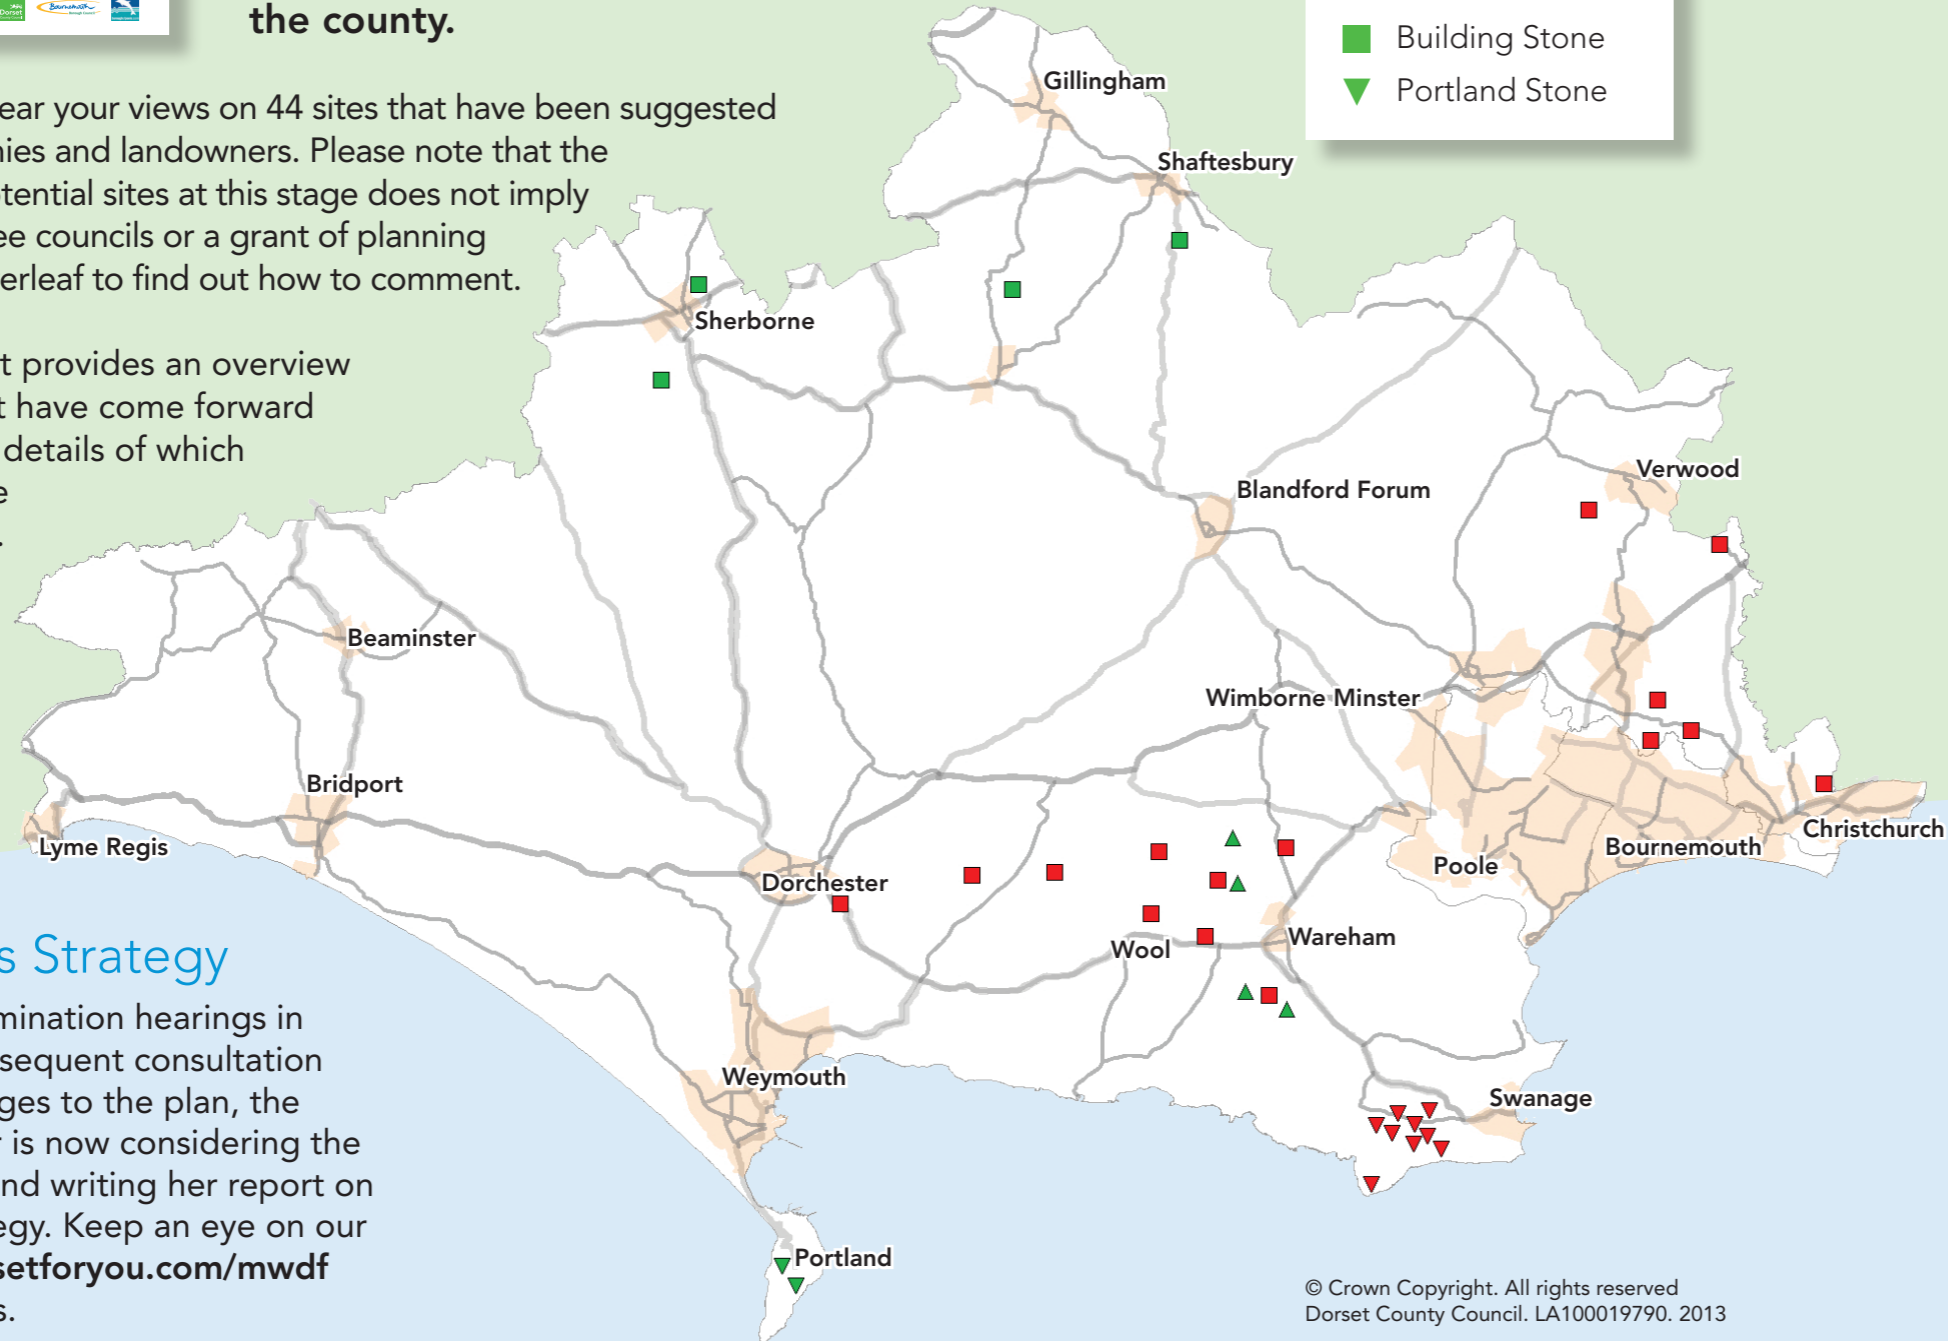 Dorset
Bournemouth
the county.
ear your views on 44 sites that have been suggested
nies and landowners. Please note that the
otential sites at this stage does not imply
ee councils or a grant of planning
erleaf to find out how to comment.
t provides an overview
t have come forward
details of which
e
.
Building Stone
Portland Stone
Gillingham
Shaftesbury
Sherborne
Verwood
Blandford Forum
Beaminster
Wimborne Minster
Bridport
Lyme Regis
Christchurch
Bournemouth
Poole
Dorchester
Wareham
Wool
Weymouth
Swanage
Portland
s Strategy
mination hearings in
sequent consultation
ges to the plan, the
r is now considering the
nd writing her report on
egy. Keep an eye on our
setforyou.com/mwdf
s.
© Crown Copyright. All rights reserved
Dorset County Council. LA100019790. 2013